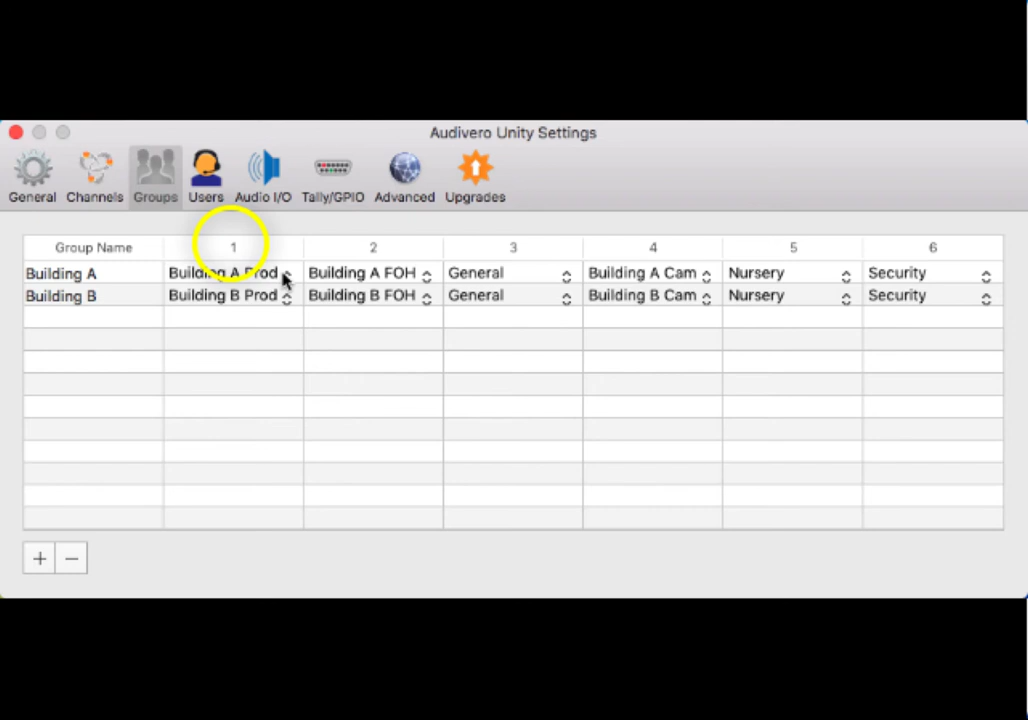 Audivero Unity Settings
General Channels Groups Users Audio I/O Tally/GPIO Advanced Upgrades
Group Name 1 2 3 4 5 6
Building A Building A Prod Building A FOH General Building A Cam Nursery Security
Building B Building B Prod Building B FOH General Building B Cam Nursery Security